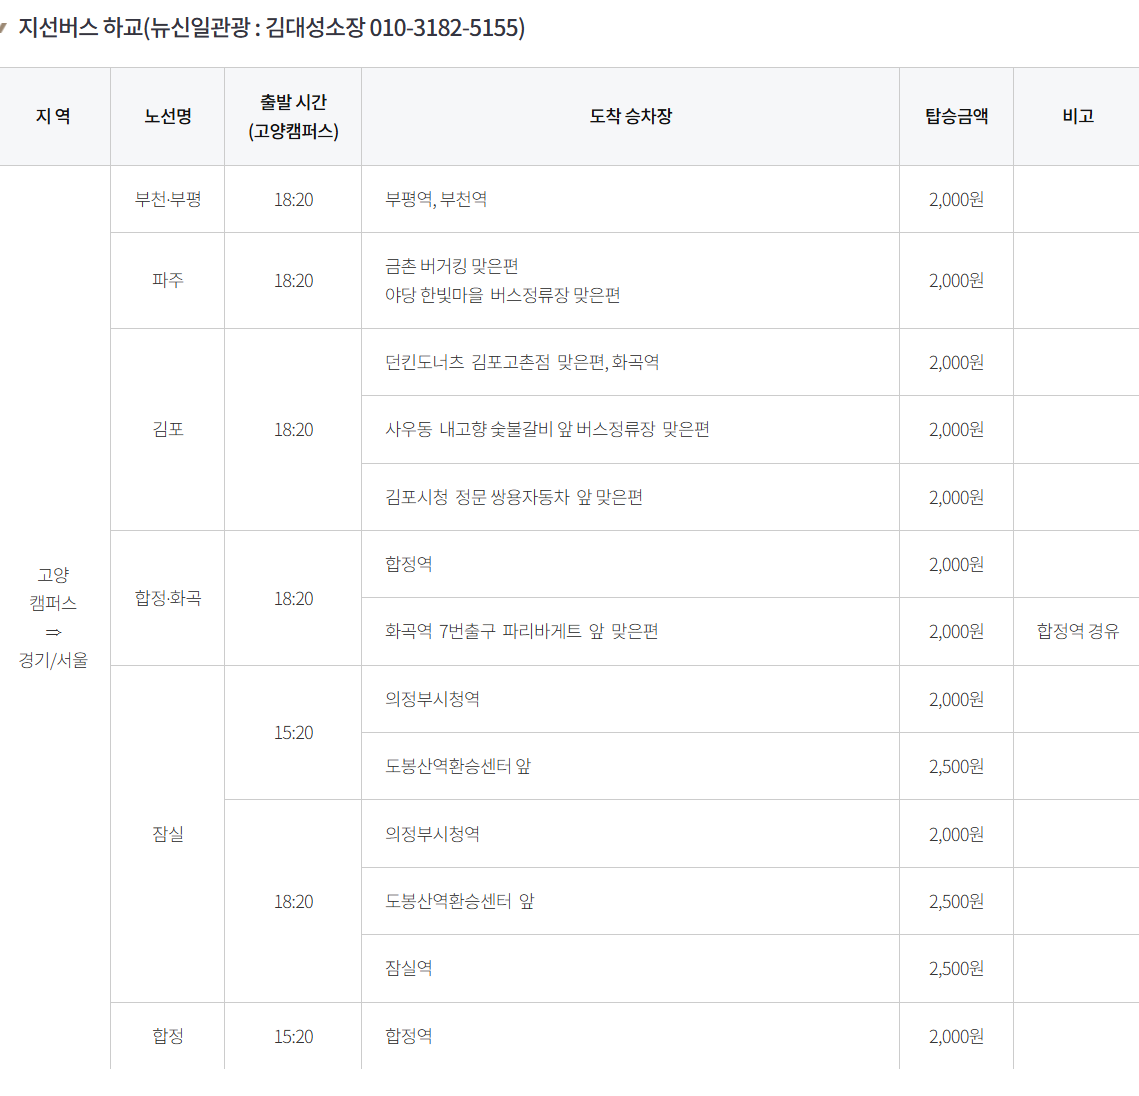 지선버스 하교(뉴신일관광 : 김대성소장 010-3182-5155)
지 역
노선명
출발 시간
(고양캠퍼스)
도착 승차장
탑승금액
비고
고양
캠퍼스
⇒
경기/서울
부천·부평
18:20
부평역, 부천역
2,000원
파주
18:20
금촌 버거킹 맞은편
야당 한빛마을 버스정류장 맞은편
2,000원
김포
18:20
던킨도너츠 김포고촌점 맞은편, 화곡역
2,000원
사우동 내고향 숯불갈비 앞 버스정류장 맞은편
2,000원
김포시청 정문 쌍용자동차 앞 맞은편
2,000원
합정·화곡
18:20
합정역
2,000원
화곡역 7번출구 파리바게트 앞 맞은편
2,000원
합정역 경유
잠실
15:20
의정부시청역
2,000원
도봉산역환승센터 앞
2,500원
18:20
의정부시청역
2,000원
도봉산역환승센터 앞
2,500원
잠실역
2,500원
합정
15:20
합정역
2,000원